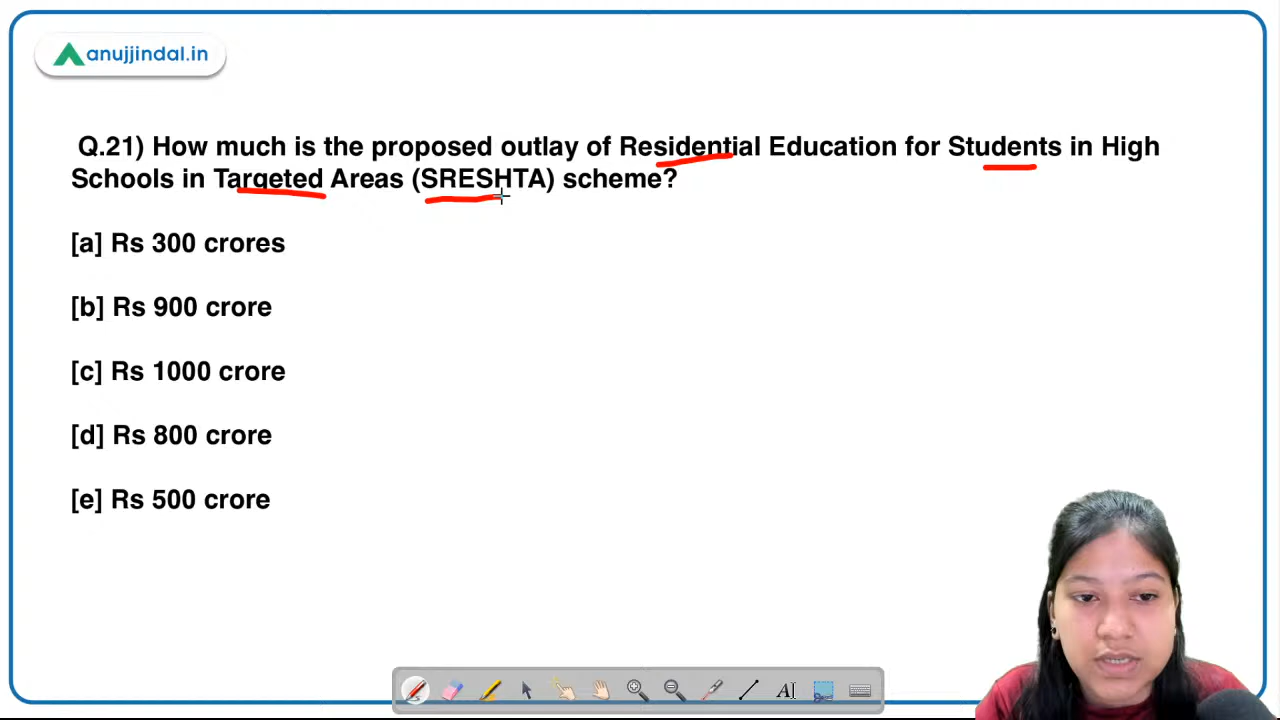 anujjindal.in
Q.21) How much is the proposed outlay of Residential Education for Students in High
Schools in Targeted Areas (SRESHTA) scheme?
[a] Rs 300 crores
[b] Rs 900 crore
[c] Rs 1000 crore
[d] Rs 800 crore
[e] Rs 500 crore
A